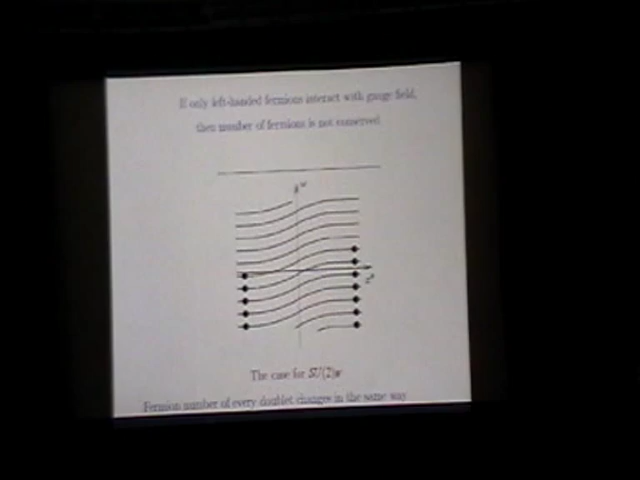 If only left-handed fermions interact with gauge field,
then number of fermions is not conserved
The case for SU(2)W
Fermion number of every doublet changes in the same way